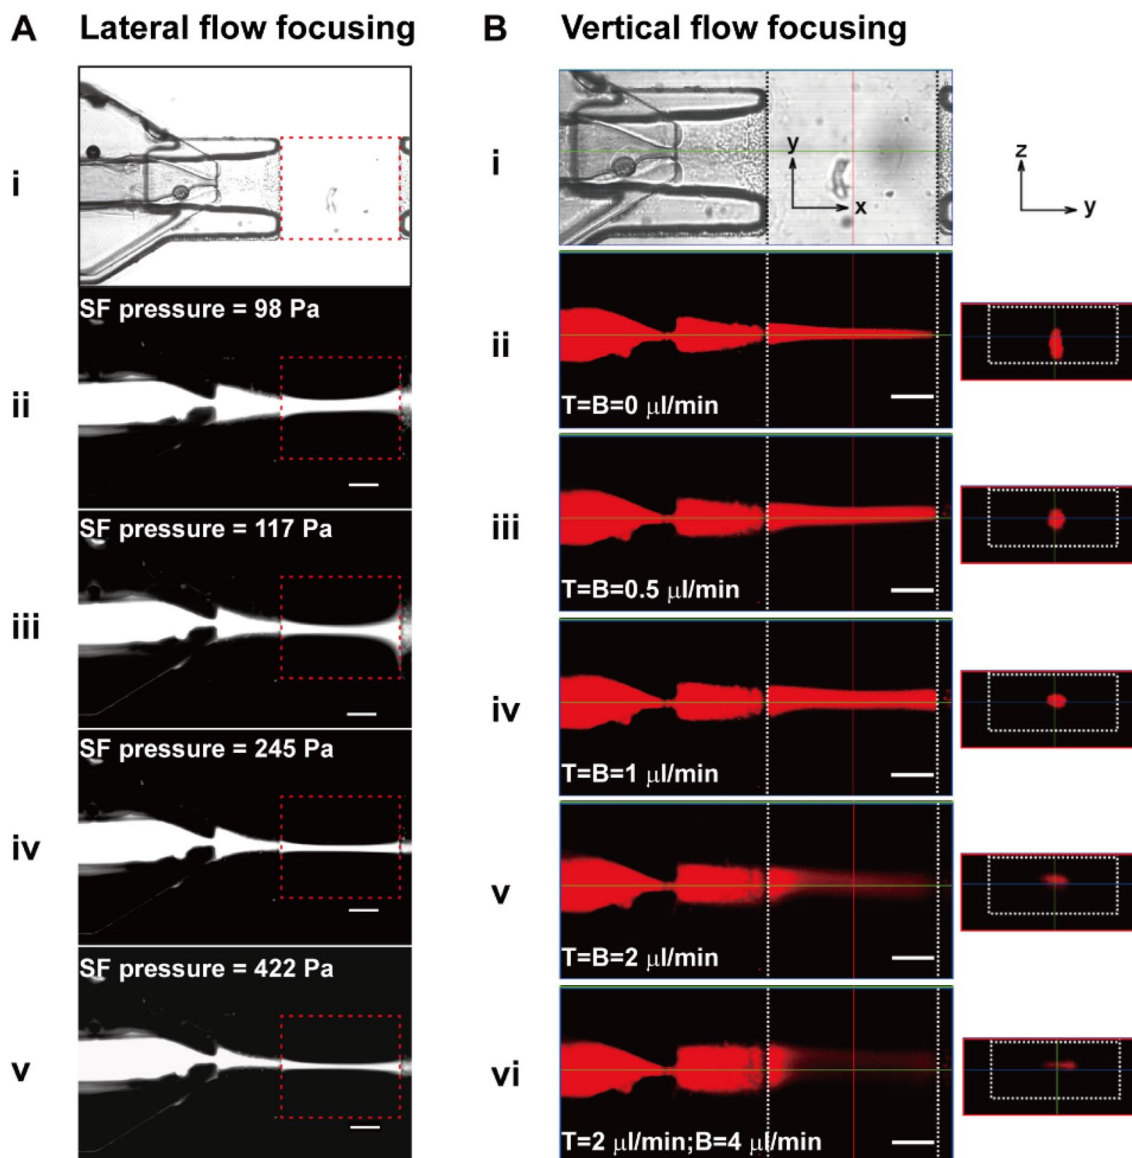 A Lateral flow focusing
i
SF pressure = 98 Pa
ii
SF pressure = 117 Pa
iii
SF pressure = 245 Pa
iv
SF pressure = 422 Pa
v
B Vertical flow focusing
i
y
x
z
y
ii
T=B=0 μl/min
iii
T=B=0.5 μl/min
iv
T=B=1 μl/min
v
T=B=2 μl/min
vi
T=2 μl/min;B=4 μl/min